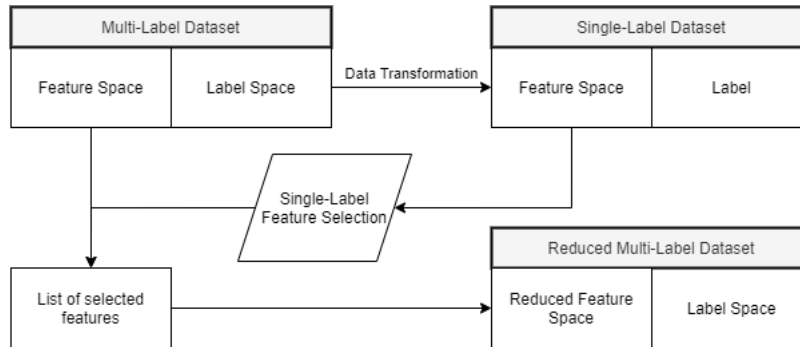 Multi-Label Dataset
Single-Label Dataset
Feature Space
Label Space
Data Transformation
Feature Space
Label
Single-Label
Feature Selection
Reduced Multi-Label Dataset
List of selected
features
Reduced Feature
Space
Label Space